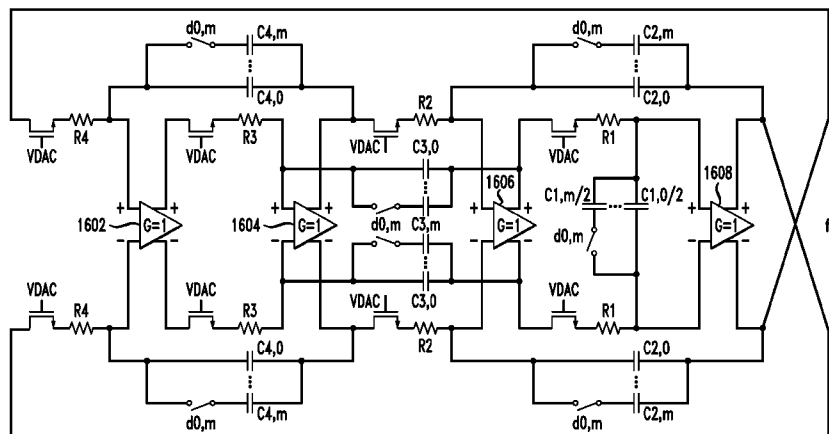 d0,m C4,m
C4,0
d0,m C2,m
C2,0
R4 R3 R2 R1
VDAC VDAC VDAC VDAC
C3,0
1602 + + G=1 − −
1604 + + G=1 − −
d0,m C3,m
1606 + + G=1 − −
C1,m/2 C1,0/2
d0,m
1608 + + G=1 − −
f
d0,m C3,m
C3,0
VDAC VDAC VDAC VDAC
R4 R3 R2 R1
C4,0
d0,m C4,m
C2,0
d0,m C2,m